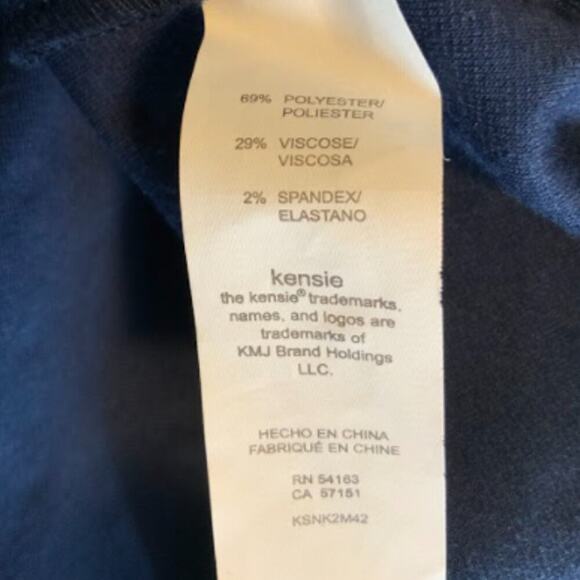 69% POLYESTER/
POLIESTER
29% VISCOSE/
VISCOSA
2% SPANDEX/
ELASTANO
kensie
the kensie® trademarks,
names, and logos are
trademarks of
KMJ Brand Holdings
LLC.
HECHO EN CHINA
FABRIQUÉ EN CHINE
RN 54163
CA 57151
KSNK2M42